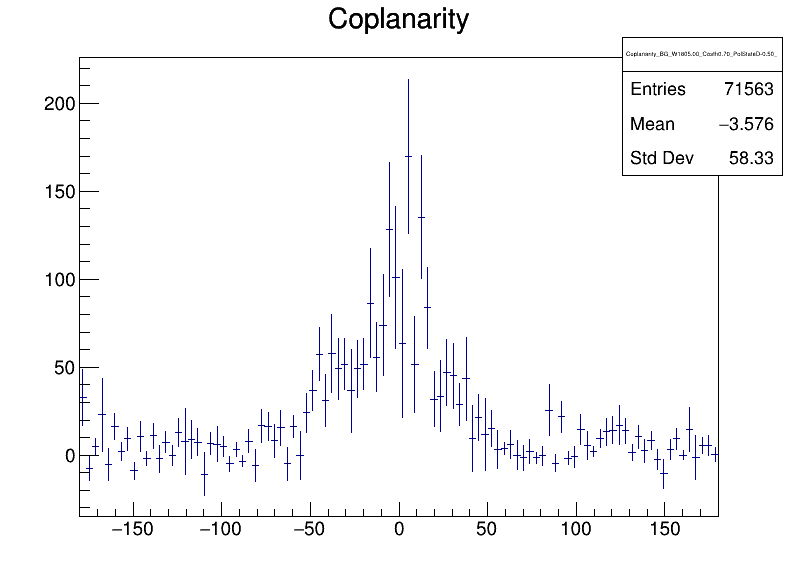 Coplanarity
Coplanarity_BG_W1805.00_Costh0.70_PolStateD-0.50_
Entries 71563
Mean −3.576
Std Dev 58.33
200
150
100
50
0
−150 −100 −50 0 50 100 150